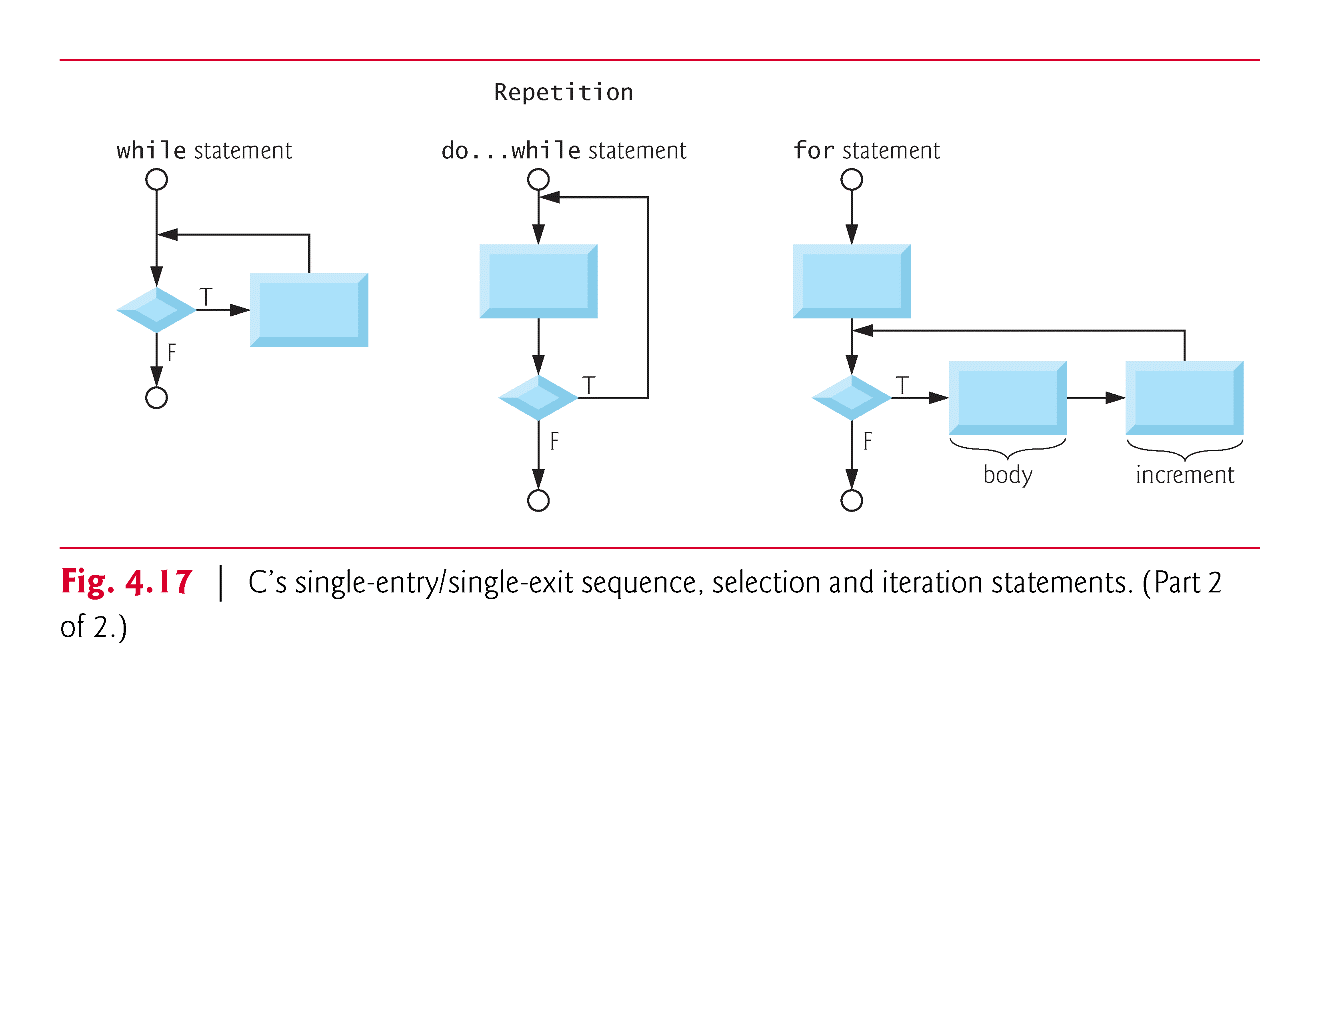 Repetition
while statement
do...while statement
for statement
T
F
T
F
T
F
body
increment
Fig. 4.17 | C’s single-entry/single-exit sequence, selection and iteration statements. (Part 2
of 2.)